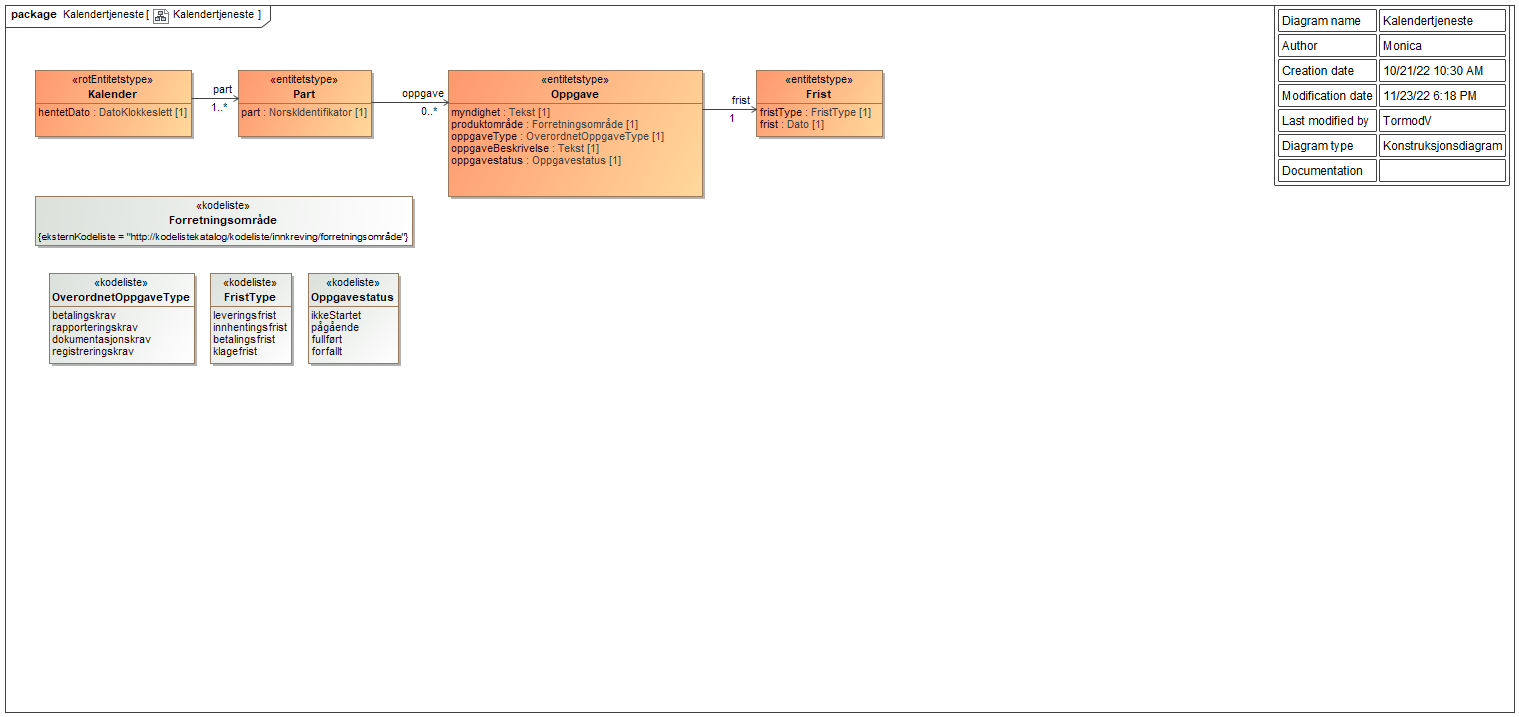 package Kalendertjeneste [ Kalendertjeneste ]
Diagram name Kalendertjeneste
Author Monica
Creation date 10/21/22 10:30 AM
Modification date 11/23/22 6:18 PM
Last modified by TormodV
Diagram type Konstruksjonsdiagram
Documentation
«rotEntitetstype»
Kalender
hentetDato : DatoKlokkeslett [1]
part
1..*
«entitetstype»
Part
part : NorskIdentifikator [1]
oppgave
0..*
«entitetstype»
Oppgave
myndighet : Tekst [1]
produktområde : Forretningsområde [1]
oppgaveType : OverordnetOppgaveType [1]
oppgaveBeskrivelse : Tekst [1]
oppgavestatus : Oppgavestatus [1]
frist
1
«entitetstype»
Frist
fristType : FristType [1]
frist : Dato [1]
«kodeliste»
Forretningsområde
{eksternKodeliste = "http://kodelistekatalog/kodeliste/innkreving/forretningsområde"}
«kodeliste»
OverordnetOppgaveType
betalingskrav
rapporteringskrav
dokumentasjonskrav
registreringskrav
«kodeliste»
FristType
leveringsfrist
innhentingsfrist
betalingsfrist
klagefrist
«kodeliste»
Oppgavestatus
ikkeStartet
pågående
fullført
forfallt